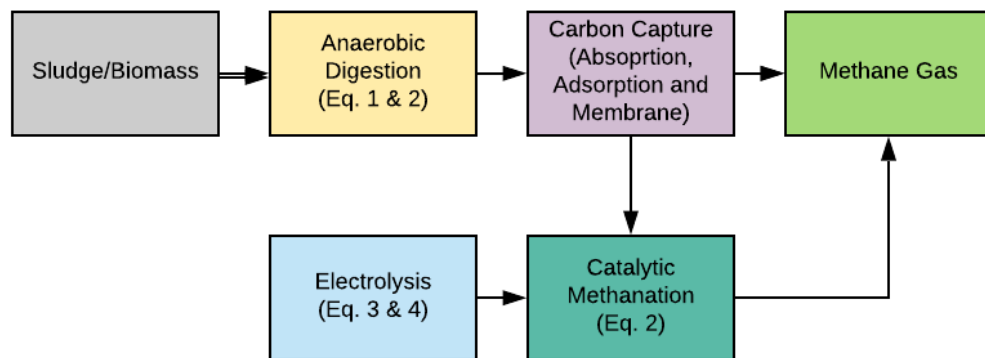 Sludge/Biomass
Anaerobic
Digestion
(Eq. 1 & 2)
Carbon Capture
(Absoprtion,
Adsorption and
Membrane)
Methane Gas
Electrolysis
(Eq. 3 & 4)
Catalytic
Methanation
(Eq. 2)